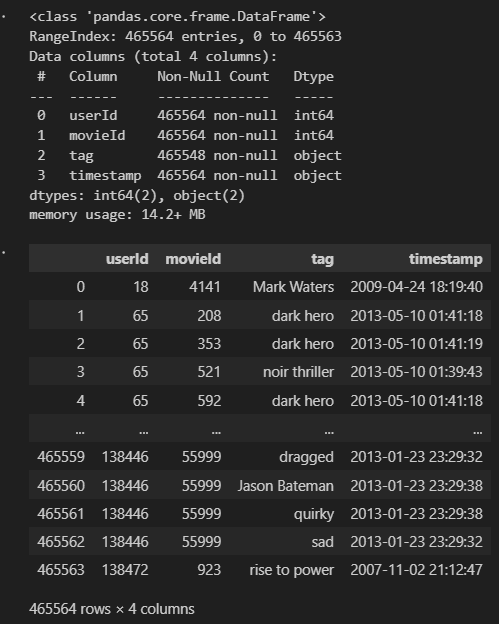 <class 'pandas.core.frame.DataFrame'>
RangeIndex: 465564 entries, 0 to 465563
Data columns (total 4 columns):
 #   Column     Non-Null Count   Dtype
---  ------     --------------   -----
 0   userId     465564 non-null  int64
 1   movieId    465564 non-null  int64
 2   tag        465548 non-null  object
 3   timestamp  465564 non-null  object
dtypes: int64(2), object(2)
memory usage: 14.2+ MB
userId movieId tag timestamp
0 18 4141 Mark Waters 2009-04-24 18:19:40
1 65 208 dark hero 2013-05-10 01:41:18
2 65 353 dark hero 2013-05-10 01:41:19
3 65 521 noir thriller 2013-05-10 01:39:43
4 65 592 dark hero 2013-05-10 01:41:18
... ... ... ... ...
465559 138446 55999 dragged 2013-01-23 23:29:32
465560 138446 55999 Jason Bateman 2013-01-23 23:29:38
465561 138446 55999 quirky 2013-01-23 23:29:38
465562 138446 55999 sad 2013-01-23 23:29:32
465563 138472 923 rise to power 2007-11-02 21:12:47
465564 rows × 4 columns